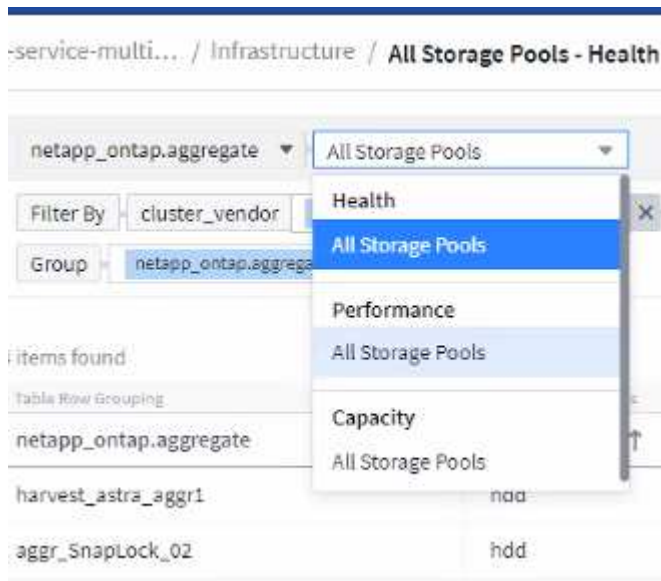 -service-multi... / Infrastructure / All Storage Pools - Health
netapp_ontap.aggregate All Storage Pools
Filter By cluster_vendor
Health
All Storage Pools
Group netapp_ontap.aggrega
Performance
All Storage Pools
items found
Table Row Grouping
Capacity
netapp_ontap.aggregate
All Storage Pools
harvest_astra_aggr1 hdd
aggr_SnapLock_02 hdd